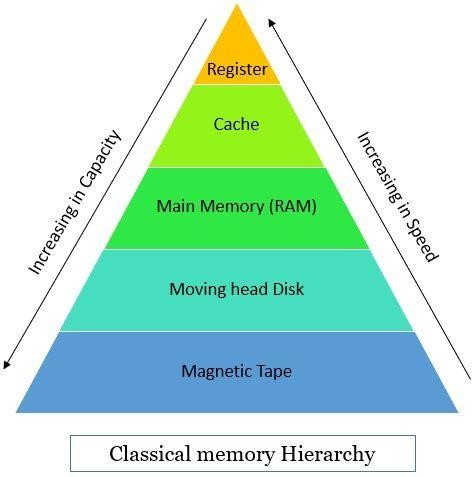 Register
Cache
Main Memory (RAM)
Moving head Disk
Magnetic Tape
Increasing in Capacity
Increasing in Speed
Classical memory Hierarchy